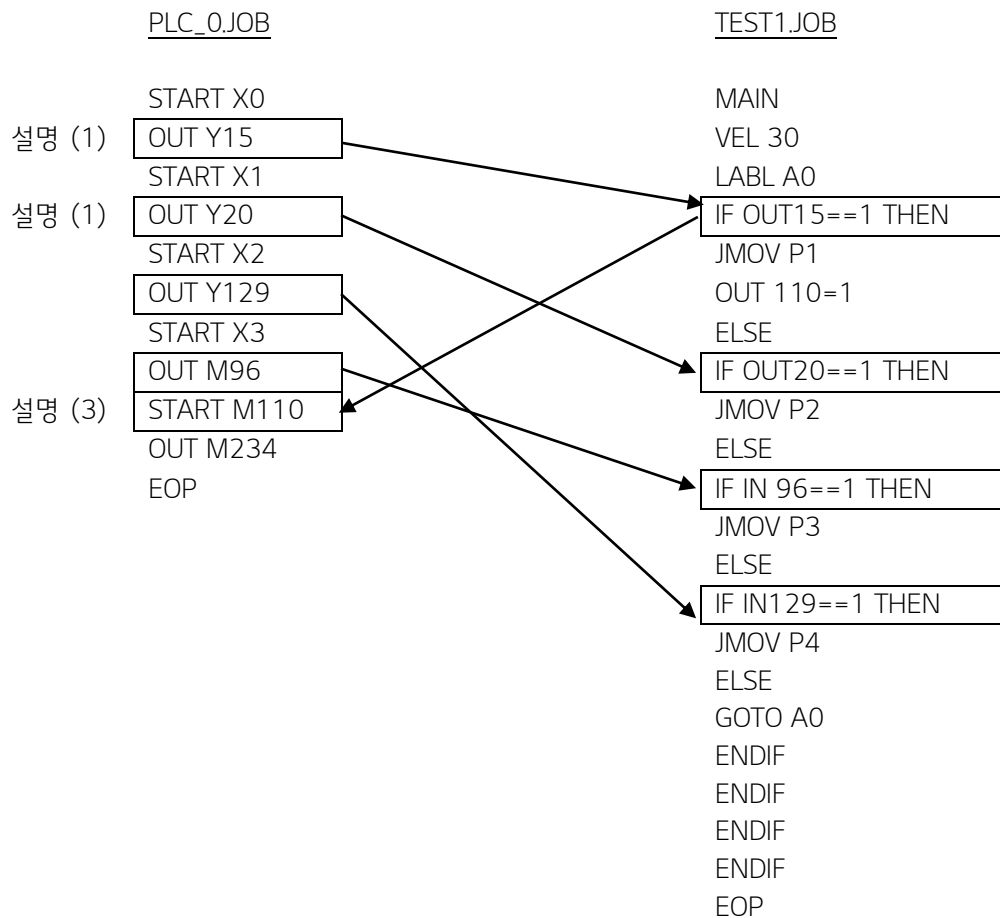 PLC_0.JOB
START X0
설명 (1) OUT Y15
START X1
설명 (1) OUT Y20
START X2
OUT Y129
START X3
OUT M96
설명 (3) START M110
OUT M234
EOP
TEST1.JOB
MAIN
VEL 30
LABL A0
IF OUT15==1 THEN
JMOV P1
OUT 110=1
ELSE
IF OUT20==1 THEN
JMOV P2
ELSE
IF IN 96==1 THEN
JMOV P3
ELSE
IF IN129==1 THEN
JMOV P4
ELSE
GOTO A0
ENDIF
ENDIF
ENDIF
ENDIF
EOP